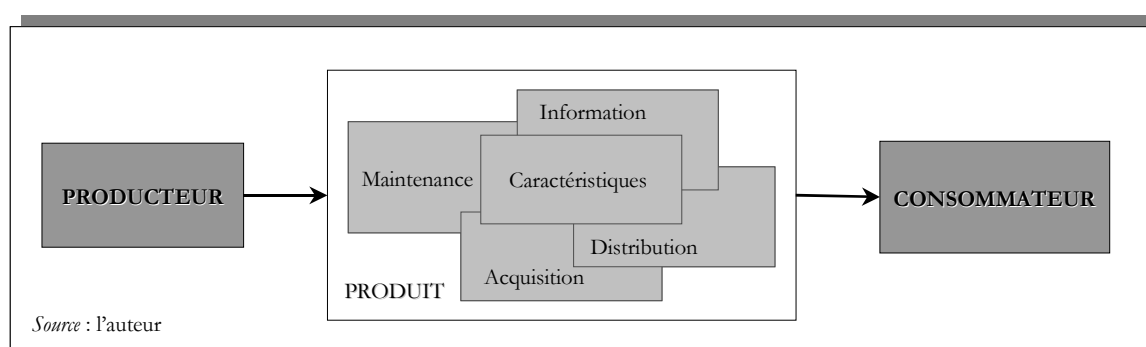 Information
Maintenance
Caractéristiques
PRODUCTEUR
CONSOMMATEUR
Distribution
Acquisition
PRODUIT
Source : l'auteur